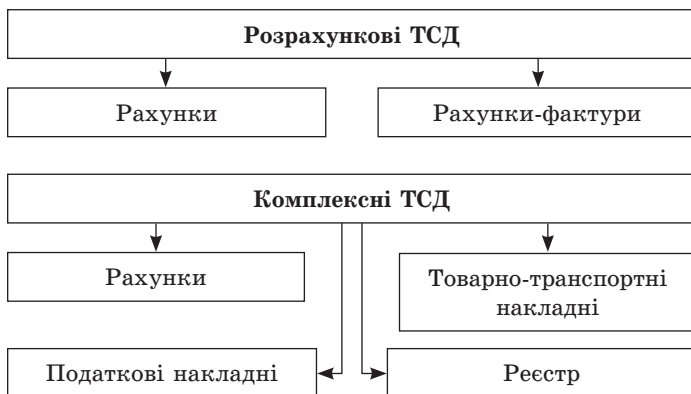 Розрахункові ТСД
Рахунки
Рахунки-фактури
Комплексні ТСД
Рахунки
Товарно-транспортні
накладні
Податкові накладні
Реєстр